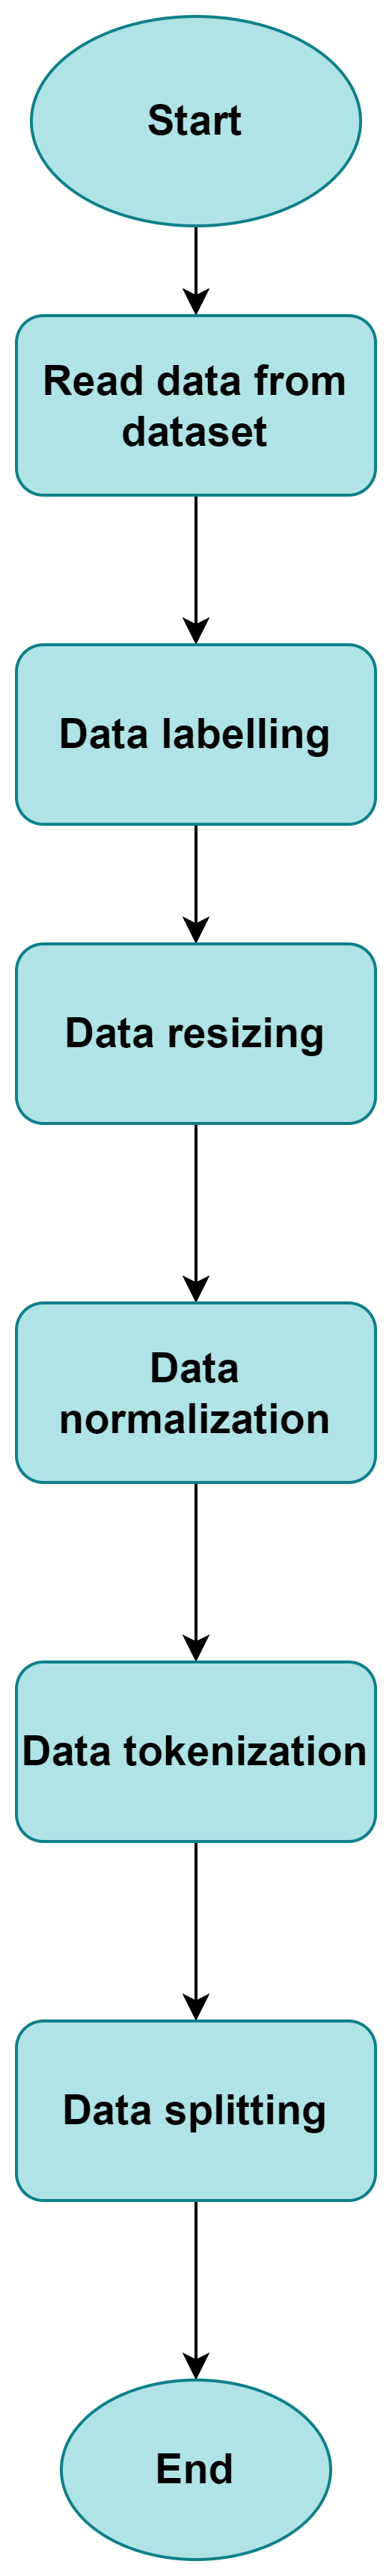 Start
Read data from
dataset
Data labelling
Data resizing
Data
normalization
Data tokenization
Data splitting
End